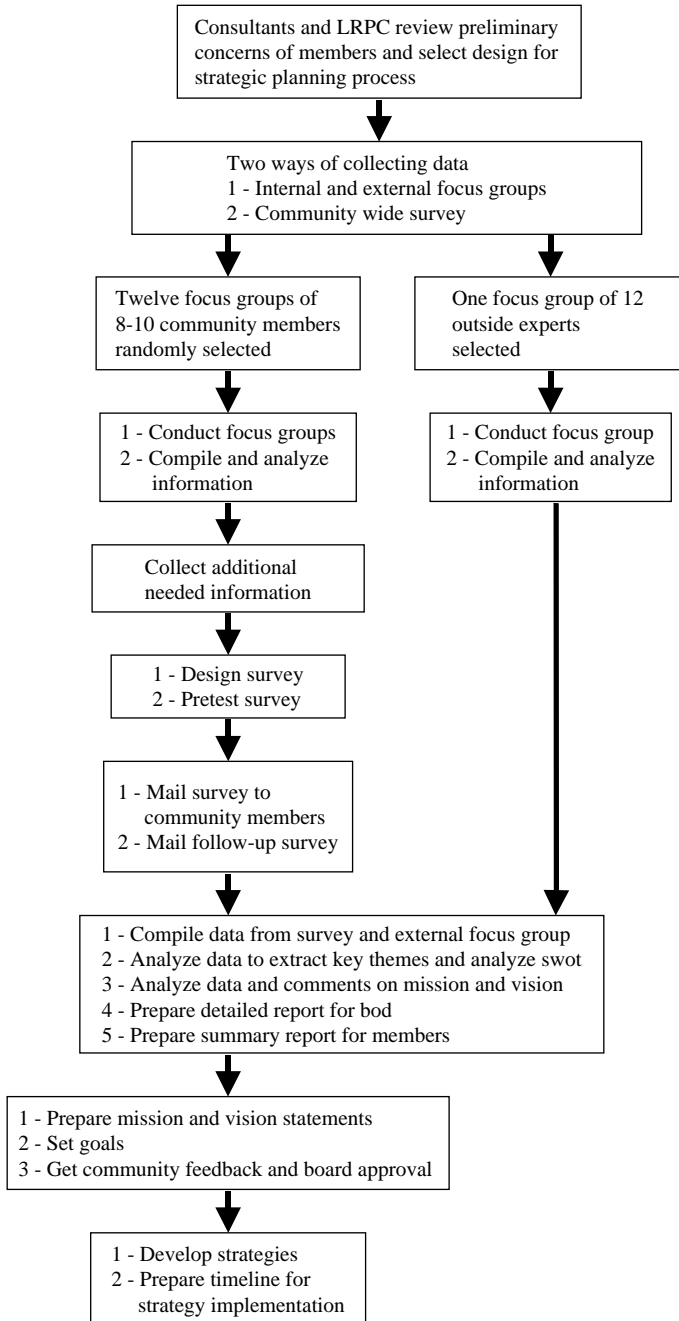 Consultants and LRPC review preliminary
concerns of members and select design for
strategic planning process
Two ways of collecting data
1 - Internal and external focus groups
2 - Community wide survey
Twelve focus groups of
8-10 community members
randomly selected
One focus group of 12
outside experts
selected
1 - Conduct focus groups
2 - Compile and analyze
information
1 - Conduct focus group
2 - Compile and analyze
information
Collect additional
needed information
1 - Design survey
2 - Pretest survey
1 - Mail survey to
community members
2 - Mail follow-up survey
1 - Compile data from survey and external focus group
2 - Analyze data to extract key themes and analyze swot
3 - Analyze data and comments on mission and vision
4 - Prepare detailed report for bod
5 - Prepare summary report for members
1 - Prepare mission and vision statements
2 - Set goals
3 - Get community feedback and board approval
1 - Develop strategies
2 - Prepare timeline for
strategy implementation